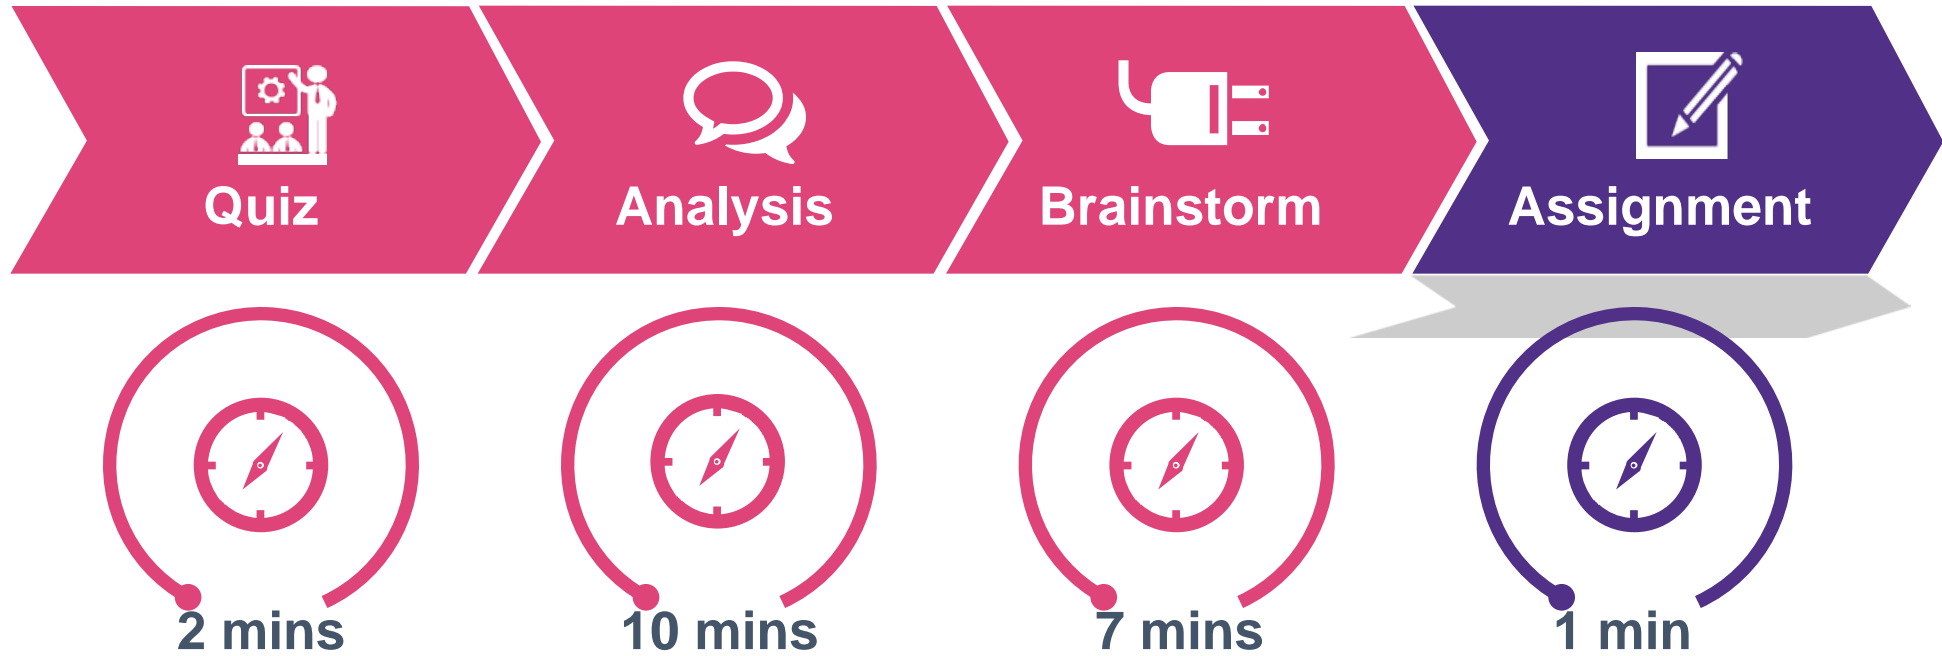 Quiz
Analysis
Brainstorm
Assignment
2 mins
10 mins
7 mins
1 min